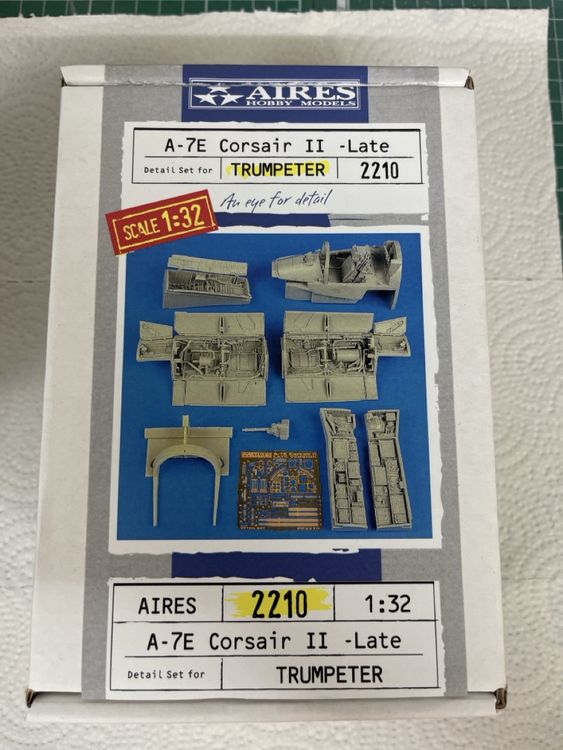 AIRES
HOBBY MODELS
A-7E Corsair II -Late
Detail Set for TRUMPETER 2210
An eye for detail
SCALE 1:32
AIRES 2210 1:32
A-7E Corsair II -Late
Detail Set for TRUMPETER